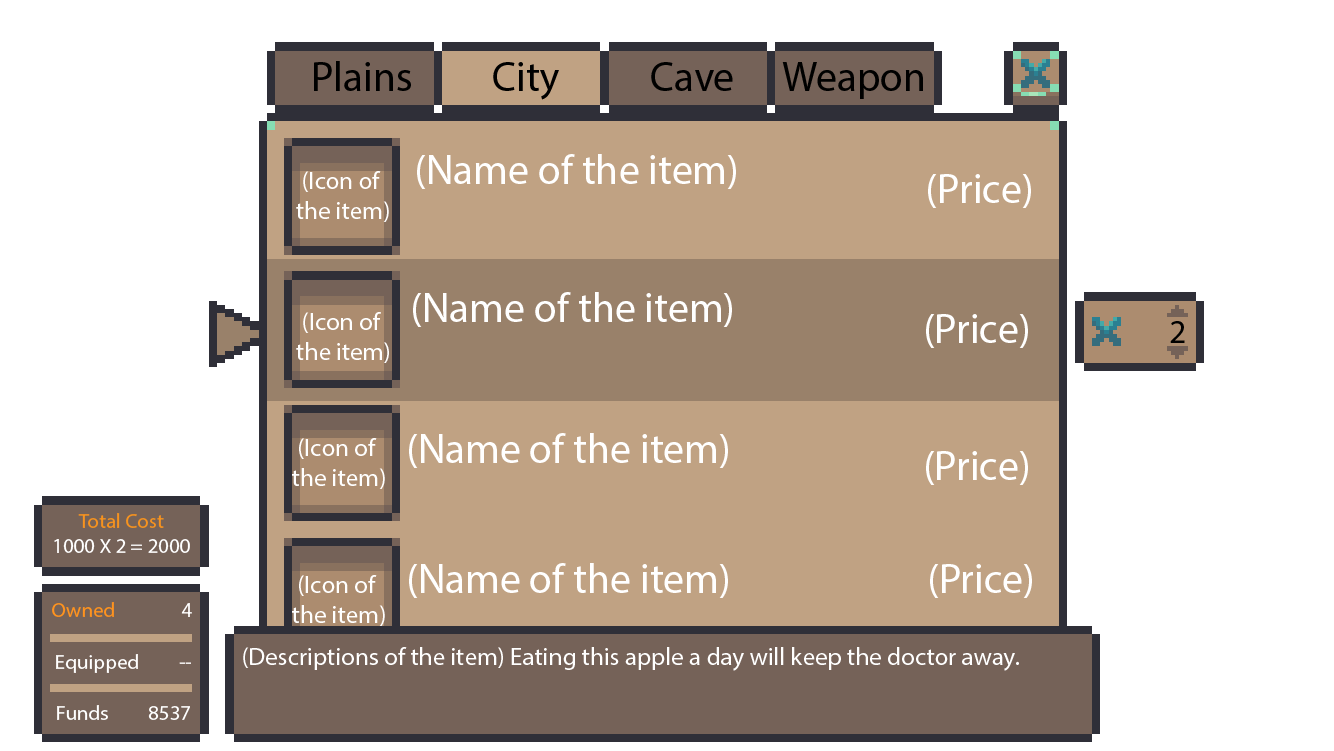 Plains City Cave Weapon
(Icon of
the item)
(Name of the item)
(Price)
(Icon of
the item)
(Name of the item)
(Price)
2
(Icon of
the item)
(Name of the item)
(Price)
(Icon of
the item)
(Name of the item)
(Price)
Total Cost
1000 X 2 = 2000
Owned 4
Equipped --
Funds 8537
(Descriptions of the item) Eating this apple a day will keep the doctor away.